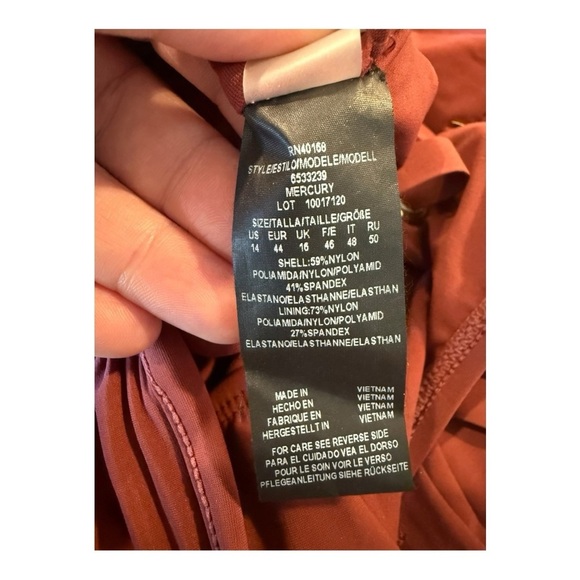 RN40168
STYLE/ESTILO/MODELE/MODELL
6533239
MERCURY
LOT 10017120
SIZE/TALLA/TAILLE/GRÖßE
US EUR UK F/E IT RU
14 44 16 46 48 50
SHELL:59%NYLON
POLIAMIDA/NYLON/POLYAMID
41%SPANDEX
ELASTANO/ELASTHANNE/ELASTHAN
LINING:73%NYLON
POLIAMIDA/NYLON/POLYAMID
27%SPANDEX
ELASTANO/ELASTHANNE/ELASTHAN
MADE IN VIETNAM
HECHO EN VIETNAM
FABRIQUE EN VIETNAM
HERGESTELLT IN VIETNAM
FOR CARE SEE REVERSE SIDE
PARA EL CUIDADO VEA EL DORSO
POUR LE SOIN VOIR LE VERSO
PFLEGEANLEITUNG SIEHE RÜCKSEITE